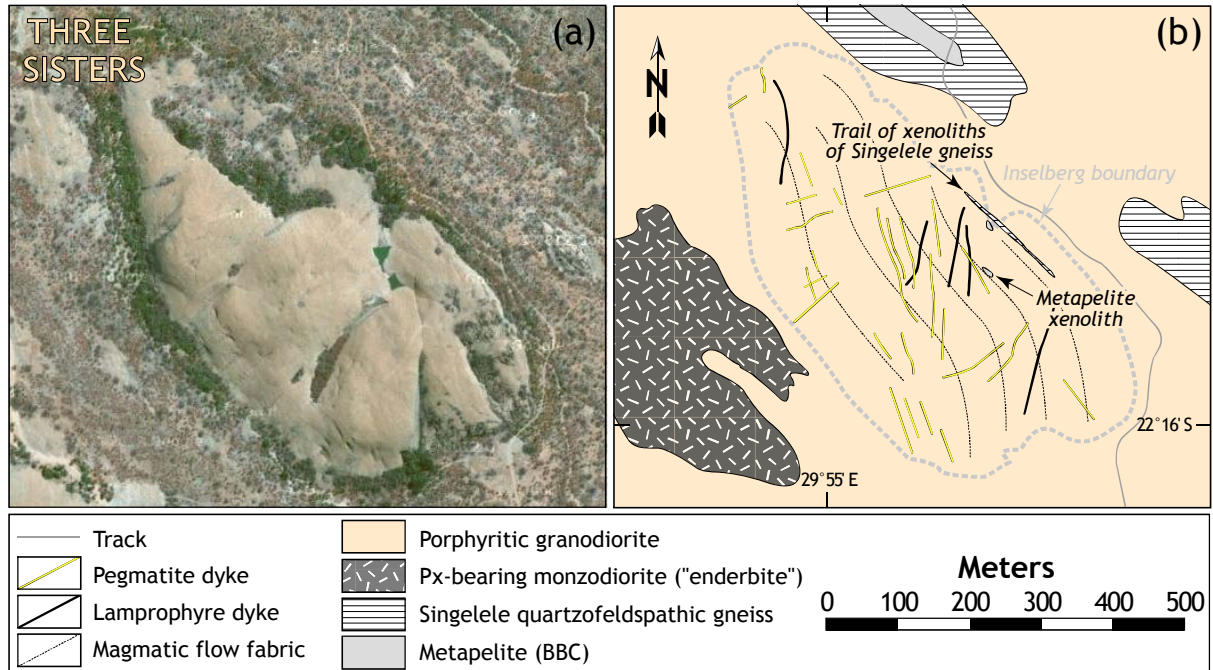 THREE
SISTERS
(a)
(b)
N
Trail of xenoliths
of Singelele gneiss
Inselberg boundary
Metapelite
xenolith
22°16' S
29°55' E
Track
Pegmatite dyke
Lamprophyre dyke
Magmatic flow fabric
Porphyritic granodiorite
Px-bearing monzodiorite ("enderbite")
Singelele quartzofeldspathic gneiss
Metapelite (BBC)
Meters
0 100 200 300 400 500